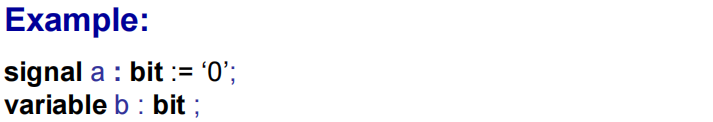 Example:
signal a : bit := ‘0’;
variable b : bit ;